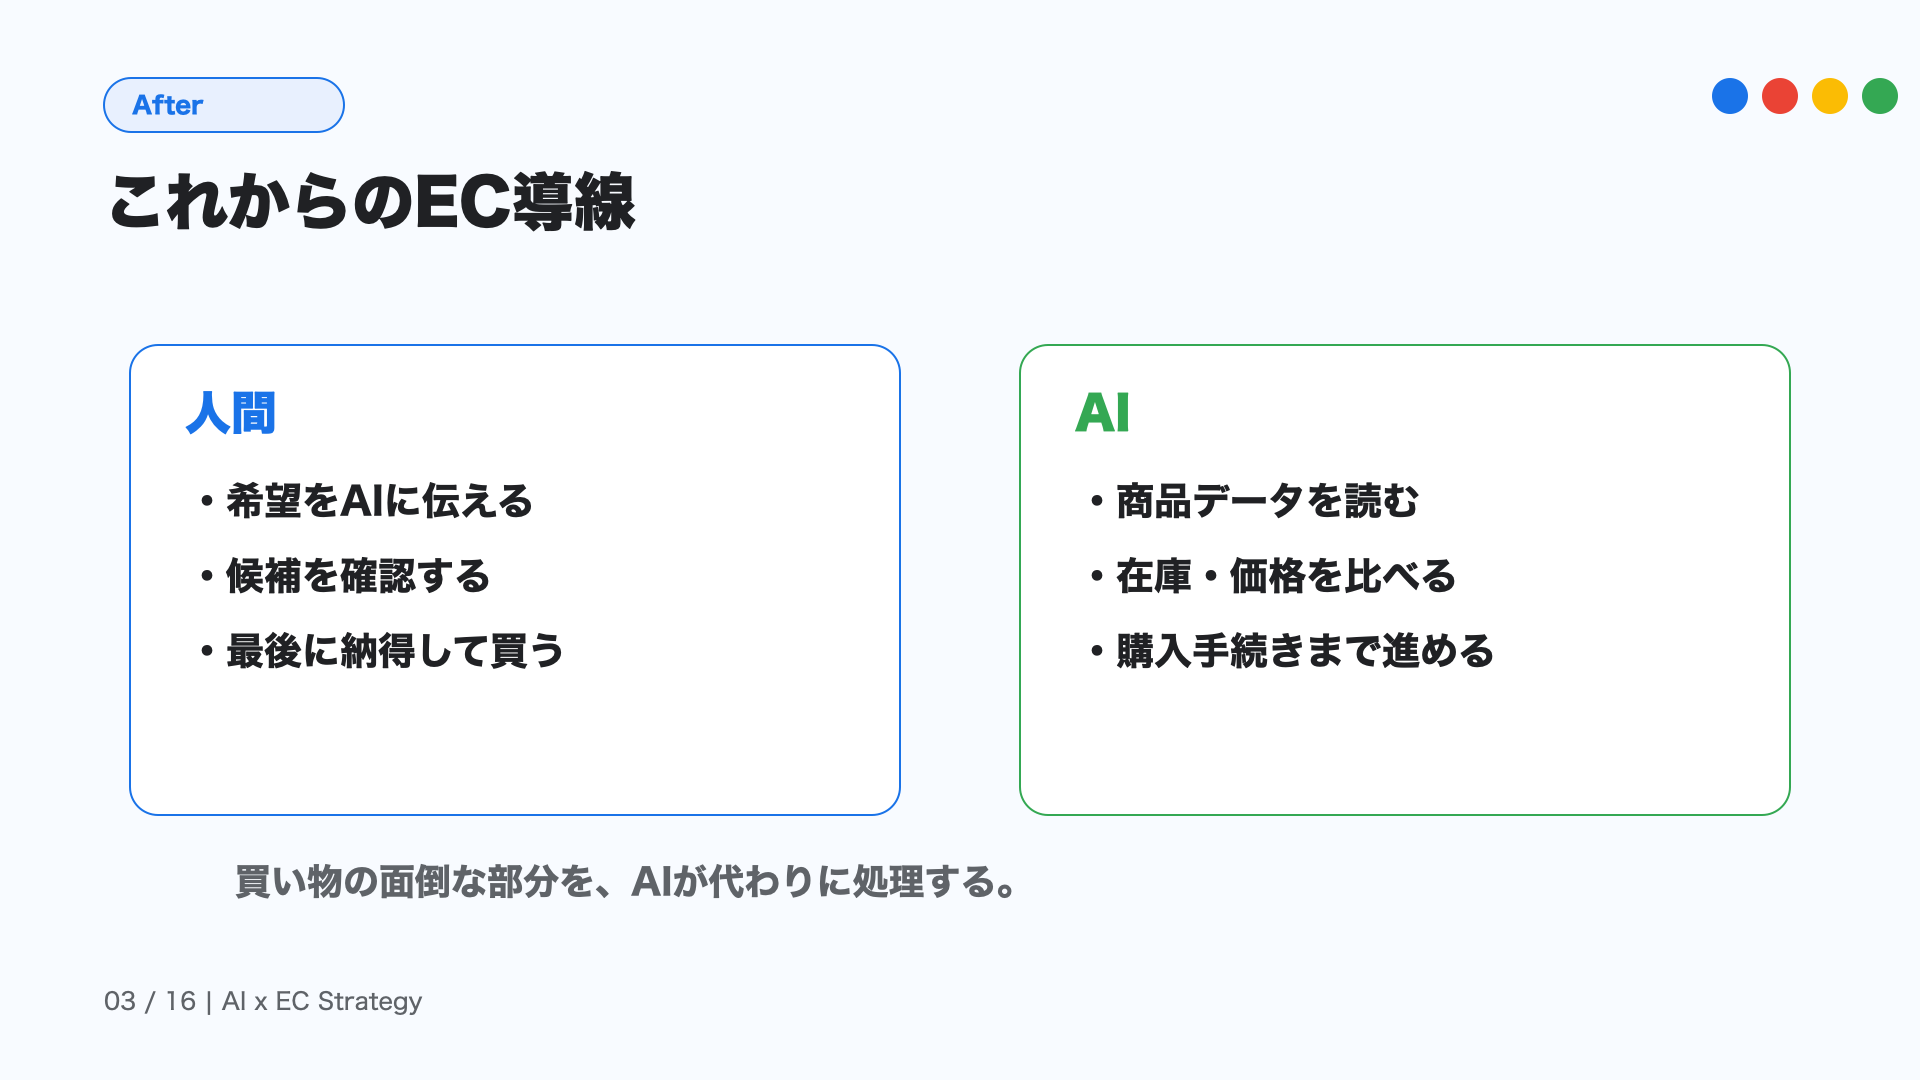 After
これからのEC導線
人間
・希望をAIに伝える
・候補を確認する
・最後に納得して買う
AI
・商品データを読む
・在庫・価格を比べる
・購入手続きまで進める
買い物の面倒な部分を、AIが代わりに処理する。
03 / 16 | AI x EC Strategy